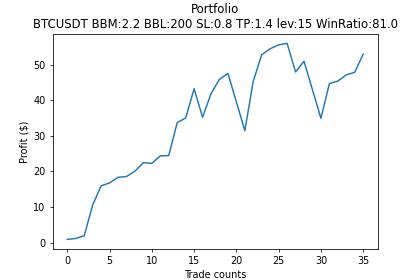 Portfolio
BTCUSDT BBM:2.2 BBL:200 SL:0.8 TP:1.4 lev:15 WinRatio:81.0
Profit ($)
50
40
30
20
10
0
0 5 10 15 20 25 30 35
Trade counts